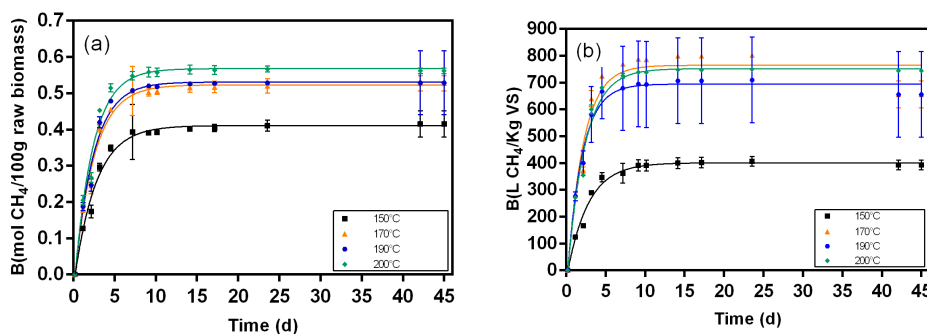 (a)
B(mol CH4/100g raw biomass)
0.7
0.6
0.5
0.4
0.3
0.2
0.1
0.0
150°C
170°C
190°C
200°C
0 5 10 15 20 25 30 35 40 45
Time (d)
(b)
B(L CH4/Kg VS)
900
800
700
600
500
400
300
200
100
0
150°C
170°C
190°C
200°C
0 5 10 15 20 25 30 35 40 45
Time (d)